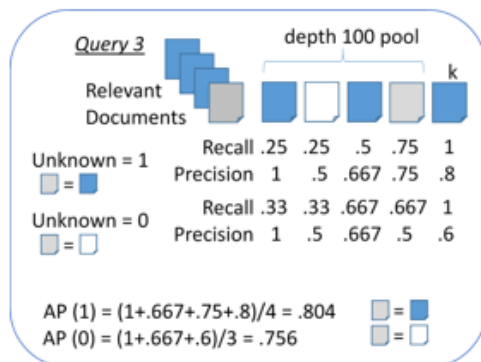 Query 3
depth 100 pool
k
Relevant
Documents
Recall .25 .25 .5 .75 1
Precision 1 .5 .667 .75 .8
Recall .33 .33 .667 .667 1
Precision 1 .5 .667 .5 .6
Unknown = 1
=
Unknown = 0
=
AP (1) = (1+.667+.75+.8)/4 = .804 =
AP (0) = (1+.667+.6)/3 = .756 =